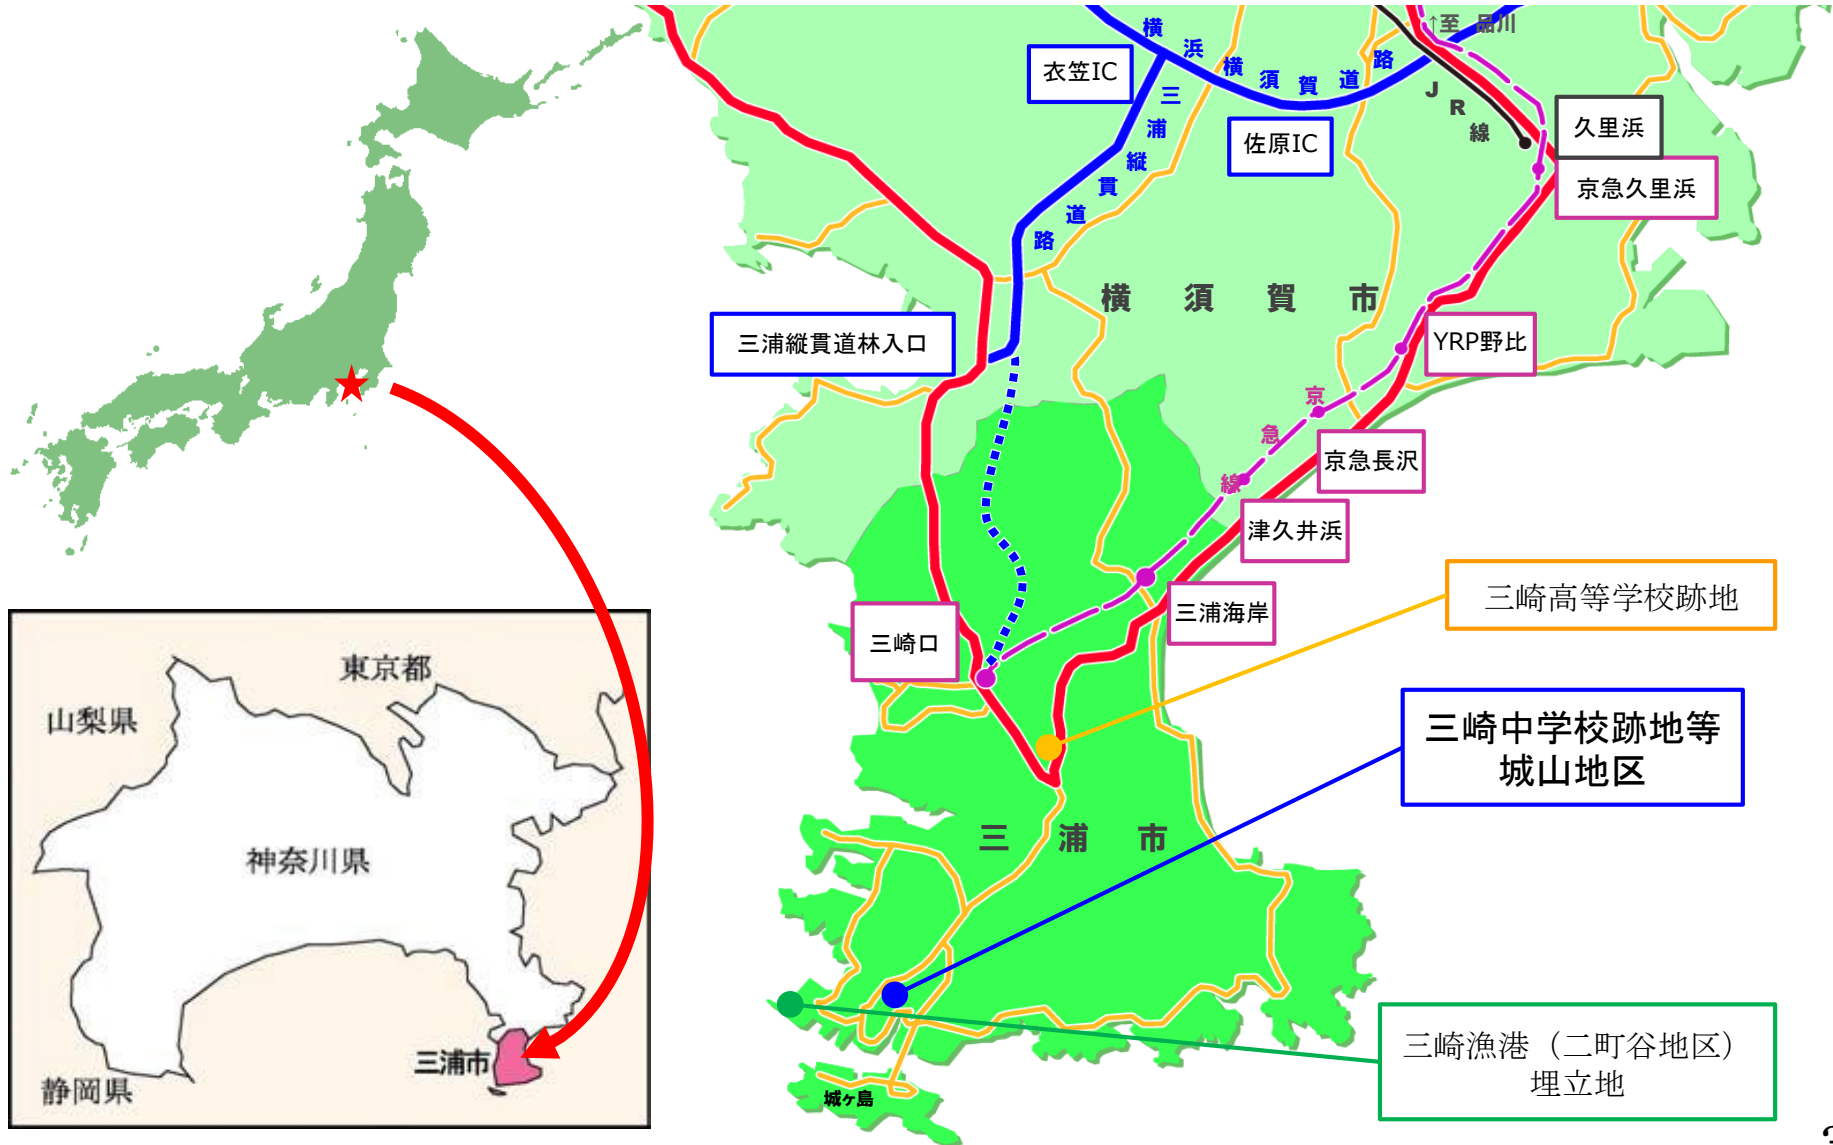 ↑至 品川
横浜横須賀道路
衣笠IC
三浦縦貫道路
佐原IC
JR線
久里浜
京急久里浜
横須賀市
三浦縦貫道林入口
YRP野比
京急線
京急長沢
津久井浜
三浦海岸
三崎口
三崎高等学校跡地
三崎中学校跡地等
城山地区
三浦市
三崎漁港（二町谷地区）
埋立地
城ヶ島
東京都
山梨県
神奈川県
三浦市
静岡県